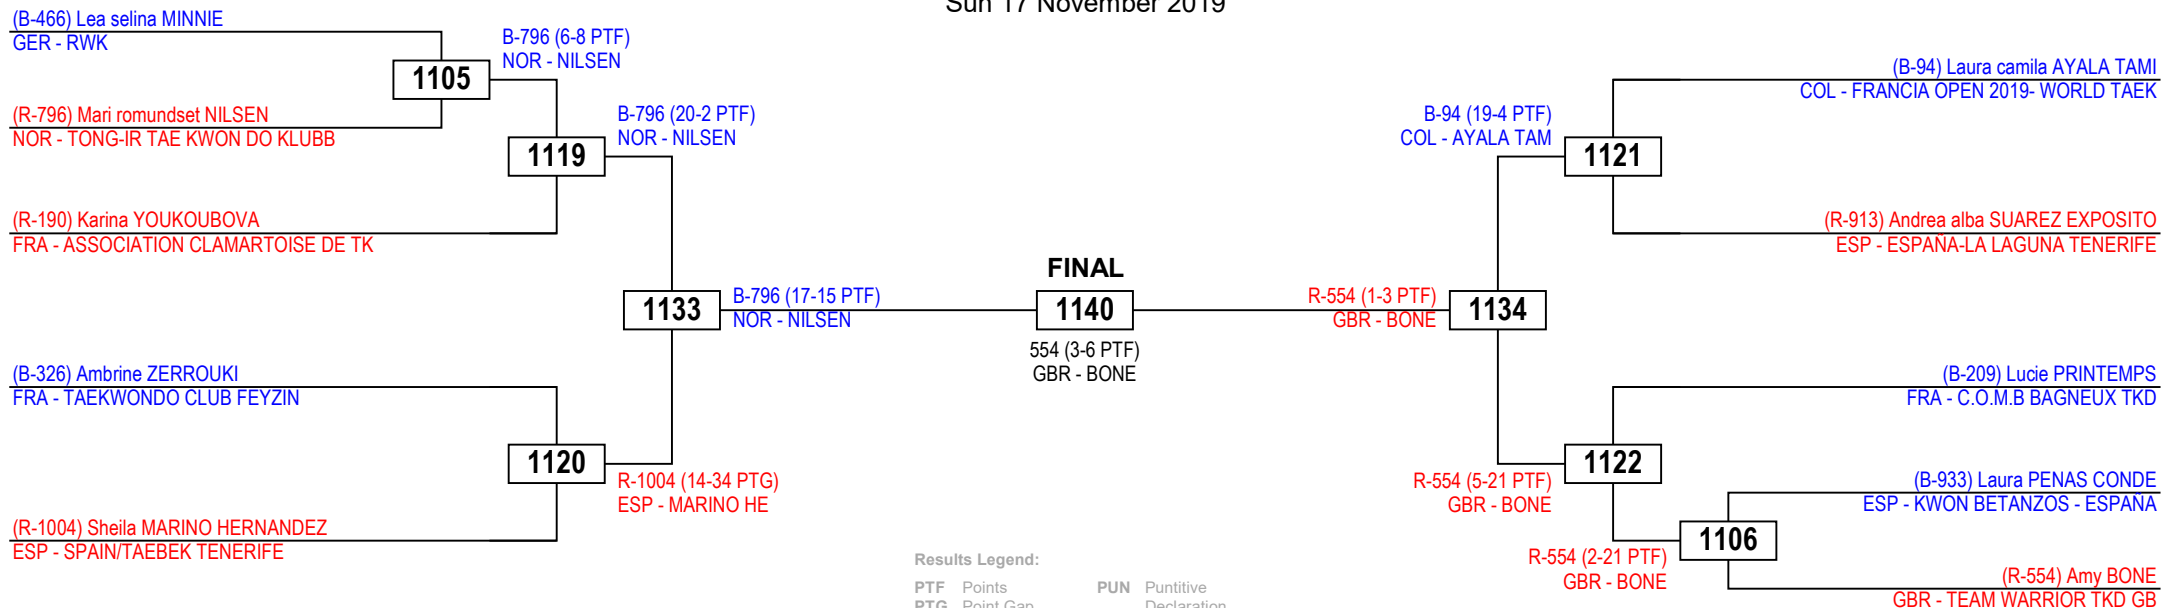 Sun 17 November 2019
(B-466) Lea selina MINNIE
GER - RWK
B-796 (6-8 PTF)
NOR - NILSEN
1105
(R-796) Mari romundset NILSEN
NOR - TONG-IR TAE KWON DO KLUBB
B-796 (20-2 PTF)
NOR - NILSEN
1119
(R-190) Karina YOUKOUBOVA
FRA - ASSOCIATION CLAMARTOISE DE TK
1133
B-796 (17-15 PTF)
NOR - NILSEN
(B-326) Ambrine ZERROUKI
FRA - TAEKWONDO CLUB FEYZIN
1120
R-1004 (14-34 PTG)
ESP - MARINO HE
(R-1004) Sheila MARINO HERNANDEZ
ESP - SPAIN/TAEBEK TENERIFE
FINAL
1140
554 (3-6 PTF)
GBR - BONE
(B-94) Laura camila AYALA TAMI
COL - FRANCIA OPEN 2019- WORLD TAEK
B-94 (19-4 PTF)
COL - AYALA TAM
1121
(R-913) Andrea alba SUAREZ EXPOSITO
ESP - ESPAÑA-LA LAGUNA TENERIFE
R-554 (1-3 PTF)
GBR - BONE
1134
(B-209) Lucie PRINTEMPS
FRA - C.O.M.B BAGNEUX TKD
1122
R-554 (5-21 PTF)
GBR - BONE
(B-933) Laura PENAS CONDE
ESP - KWON BETANZOS - ESPAÑA
1106
R-554 (2-21 PTF)
GBR - BONE
(R-554) Amy BONE
GBR - TEAM WARRIOR TKD GB
Results Legend:
PTF Points PUN Puntitive
PTG Point Gap Declaration